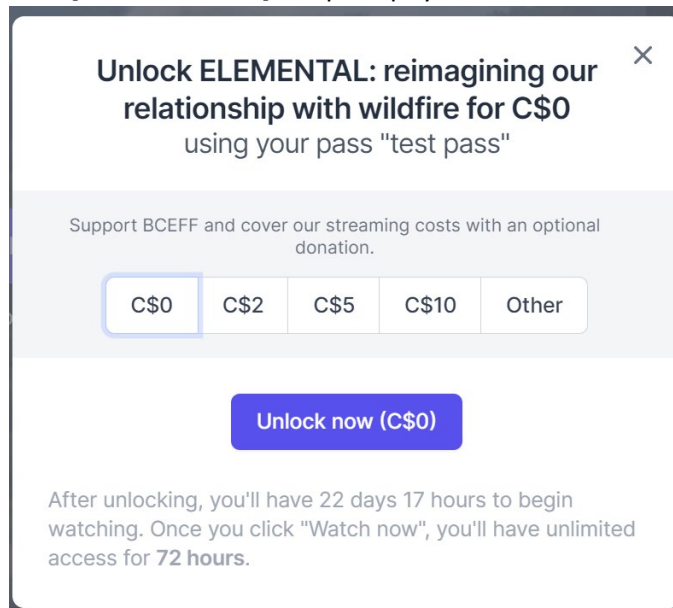 Unlock ELEMENTAL: reimagining our
relationship with wildfire for C$0
using your pass "test pass"
Support BCEFF and cover our streaming costs with an optional
donation.
C$0 C$2 C$5 C$10 Other
Unlock now (C$0)
After unlocking, you'll have 22 days 17 hours to begin
watching. Once you click "Watch now", you'll have unlimited
access for 72 hours.